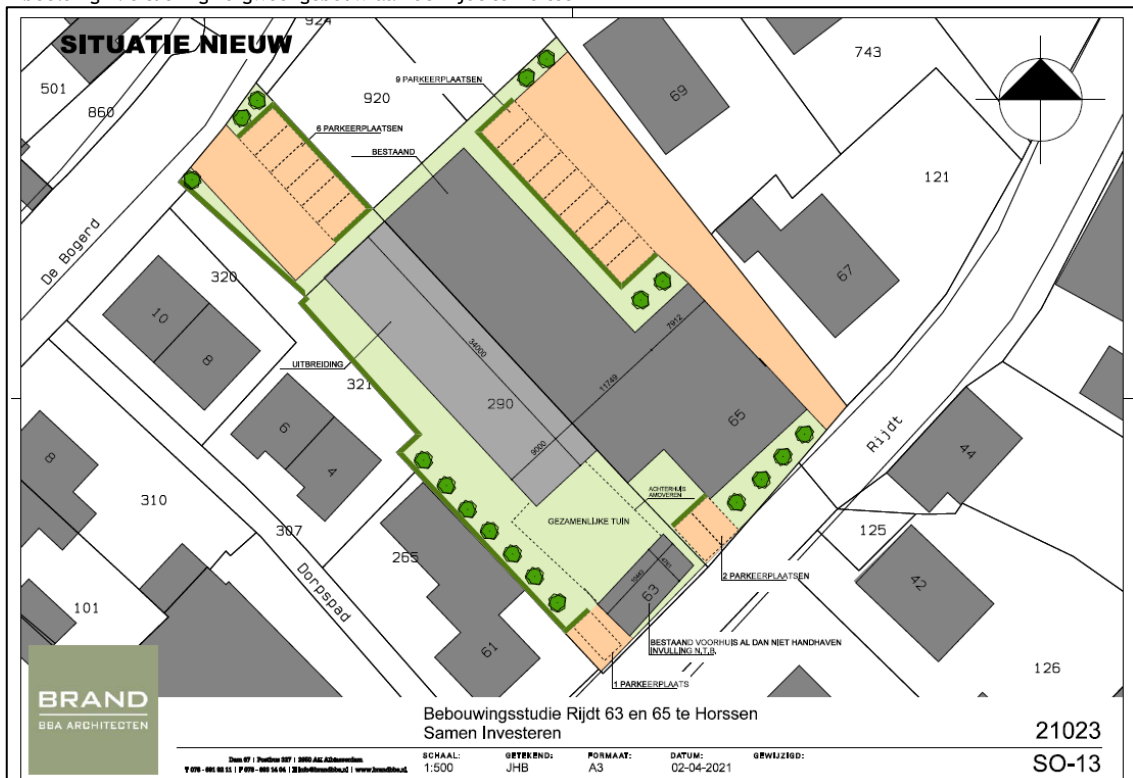 SITUATIE NIEUW
924
501
860
920
743
69
9 PARKEERPLAATSEN
6 PARKEERPLAATSEN
BESTAAND
121
De Bogerd
320
67
10
8
UITBREIDING
321
34000
7912
11749
290
9000
65
Rijdt
44
6
4
8
310
307
265
Dorpspad
ACHTERHUIS
AMOVEREN
GEZAMENLIJKE TUIN
125
42
2 PARKEERPLAATSEN
101
63
61
BESTAAND VOORHUIS AL DAN NIET HANDHAVEN
INVULLING N.T.B.
1 PARKEERPLAATS
126
BRAND
BBA ARCHITECTEN
Bebouwingsstudie Rijdt 63 en 65 te Horssen
Samen Investeren
21023
SCHAAL: GETEKEND: FORMAAT: DATUM: GEWIJZIGD:
1:500 JHB A3 02-04-2021
SO-13